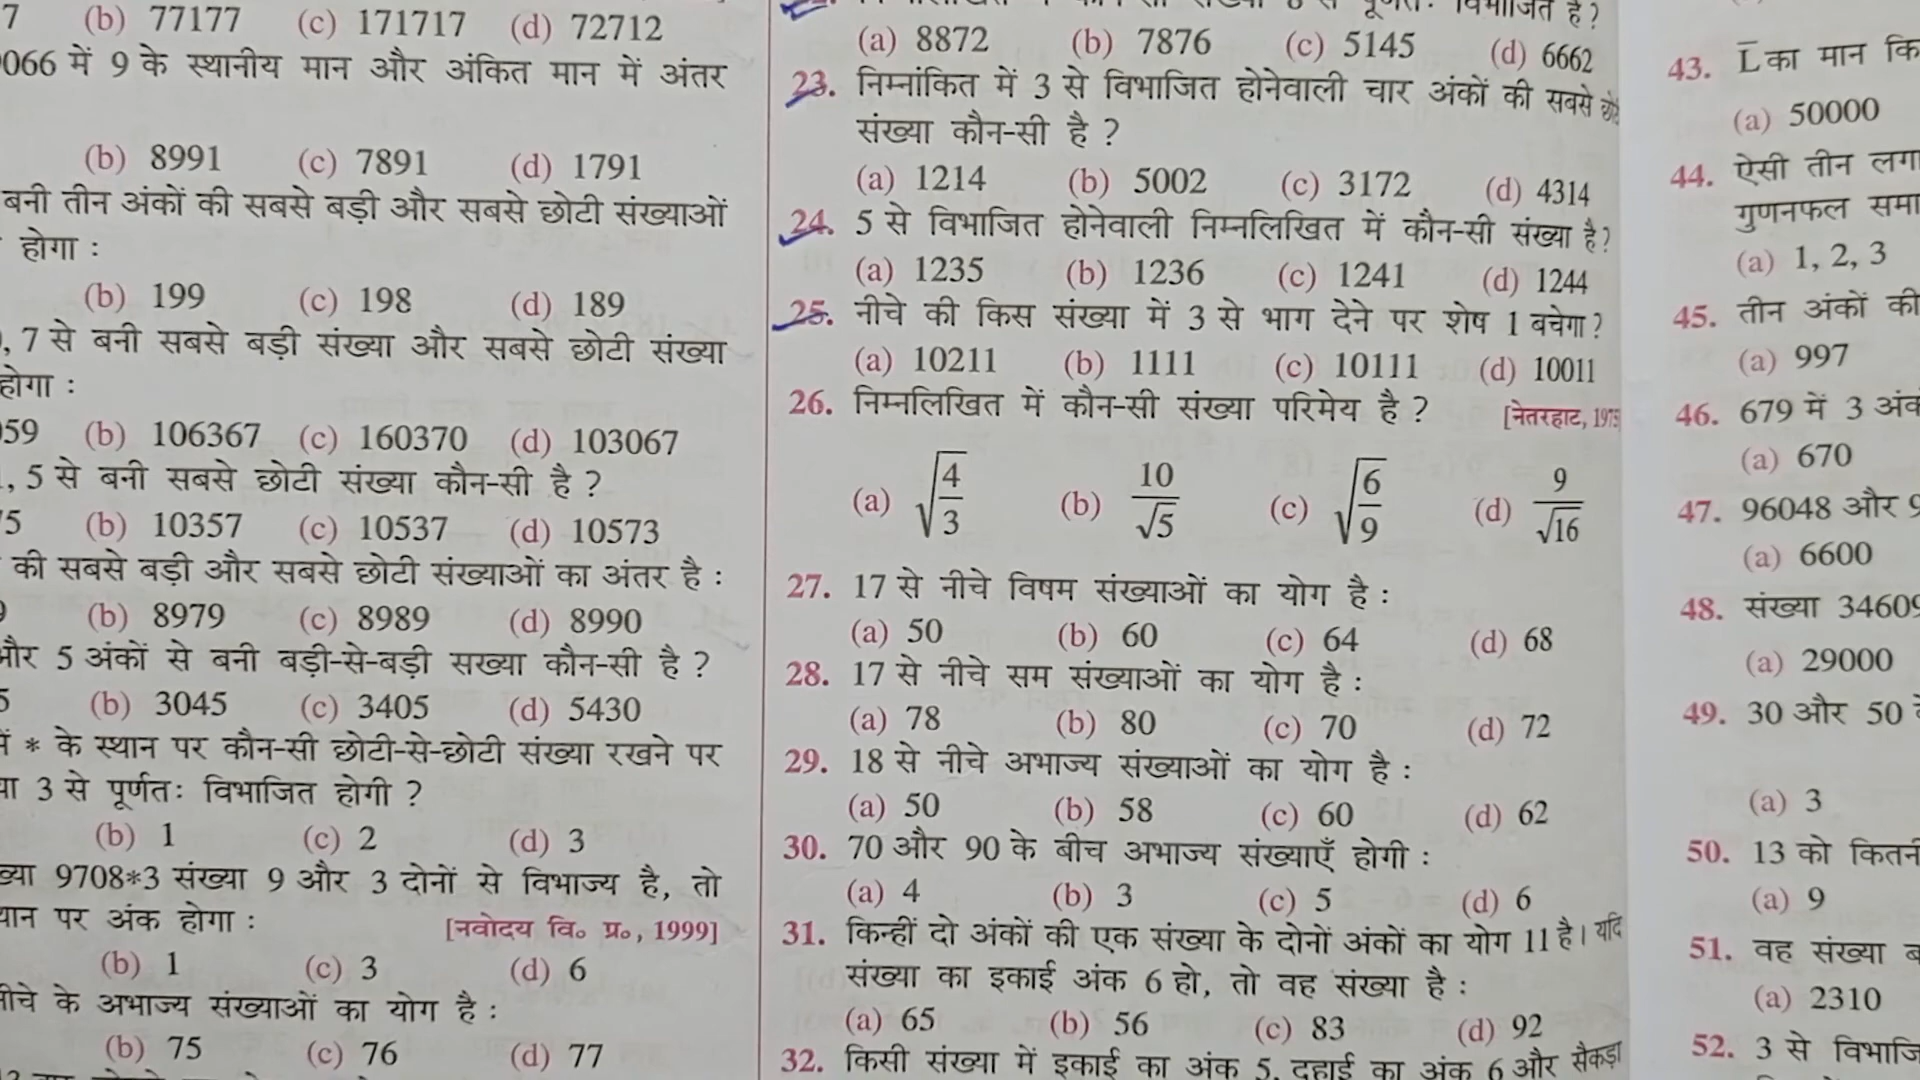 7 (b) 77177 (c) 171717 (d) 72712
066 में 9 के स्थानीय मान और अंकित मान में अंतर
(b) 8991 (c) 7891 (d) 1791
बनी तीन अंकों की सबसे बड़ी और सबसे छोटी संख्याओं
होगा :
(b) 199 (c) 198 (d) 189
, 7 से बनी सबसे बड़ी संख्या और सबसे छोटी संख्या
होगा :
59 (b) 106367 (c) 160370 (d) 103067
, 5 से बनी सबसे छोटी संख्या कौन-सी है ?
5 (b) 10357 (c) 10537 (d) 10573
की सबसे बड़ी और सबसे छोटी संख्याओं का अंतर है :
(b) 8979 (c) 8989 (d) 8990
और 5 अंकों से बनी बड़ी-से-बड़ी सख्या कौन-सी है ?
5 (b) 3045 (c) 3405 (d) 5430
में * के स्थान पर कौन-सी छोटी-से-छोटी संख्या रखने पर
3 से पूर्णतः विभाजित होगी ?
(b) 1 (c) 2 (d) 3
9708*3 संख्या 9 और 3 दोनों से विभाज्य है, तो
पर अंक होगा :
[नवोदय वि० प्र०, 1999]
(b) 1 (c) 3 (d) 6
के अभाज्य संख्याओं का योग है :
(b) 75 (c) 76 (d) 77
(a) 8872 (b) 7876 (c) 5145 (d) 6662
23. निम्नांकित में 3 से विभाजित होनेवाली चार अंकों की सबसे
संख्या कौन-सी है ?
(a) 1214 (b) 5002 (c) 3172 (d) 4314
24. 5 से विभाजित होनेवाली निम्नलिखित में कौन-सी संख्या है?
(a) 1235 (b) 1236 (c) 1241 (d) 1244
25. नीचे की किस संख्या में 3 से भाग देने पर शेष 1 बचेगा?
(a) 10211 (b) 1111 (c) 10111 (d) 10011
26. निम्नलिखित में कौन-सी संख्या परिमेय है ? [नेतरहाट, 1975
(a) √(4/3) (b) 10/√5 (c) √(6/9) (d) 9/√16
27. 17 से नीचे विषम संख्याओं का योग है :
(a) 50 (b) 60 (c) 64 (d) 68
28. 17 से नीचे सम संख्याओं का योग है :
(a) 78 (b) 80 (c) 70 (d) 72
29. 18 से नीचे अभाज्य संख्याओं का योग है :
(a) 50 (b) 58 (c) 60 (d) 62
30. 70 और 90 के बीच अभाज्य संख्याएँ होगी :
(a) 4 (b) 3 (c) 5 (d) 6
31. किन्हीं दो अंकों की एक संख्या के दोनों अंकों का योग 11 है। यदि
संख्या का इकाई अंक 6 हो, तो वह संख्या है :
(a) 65 (b) 56 (c) 83 (d) 92
32. किसी संख्या में इकाई का अंक 5, दहाई का अंक 6 और सैकड़ा
43. L̅ का मान कि
(a) 50000
44. ऐसी तीन लगा
गुणनफल समा
(a) 1, 2, 3
45. तीन अंकों की
(a) 997
46. 679 में 3 अंक
(a) 670
47. 96048 और 9
(a) 6600
48. संख्या 34609
(a) 29000
49. 30 और 50
(a) 3
50. 13 को कितनी
(a) 9
51. वह संख्या ब
(a) 2310
52. 3 से विभाजि